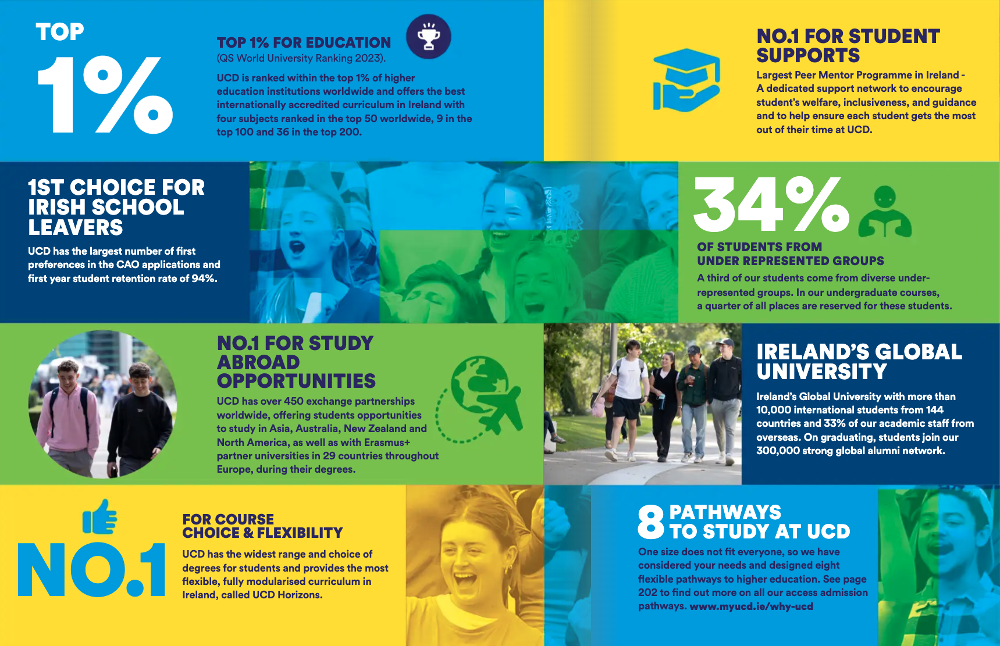 TOP
1%
TOP 1% FOR EDUCATION
(QS World University Ranking 2023).
UCD is ranked within the top 1% of higher
education institutions worldwide and offers the best
internationally accredited curriculum in Ireland with
four subjects ranked in the top 50 worldwide, 9 in the
top 100 and 36 in the top 200.
NO.1 FOR STUDENT
SUPPORTS
Largest Peer Mentor Programme in Ireland -
A dedicated support network to encourage
student's welfare, inclusiveness, and guidance
and to help ensure each student gets the most
out of their time at UCD.
1ST CHOICE FOR
IRISH SCHOOL
LEAVERS
UCD has the largest number of first
preferences in the CAO applications and
first year student retention rate of 94%.
34%
OF STUDENTS FROM
UNDER REPRESENTED GROUPS
A third of our students come from diverse under-
represented groups. In our undergraduate courses,
a quarter of all places are reserved for these students.
NO.1 FOR STUDY
ABROAD
OPPORTUNITIES
UCD has over 450 exchange partnerships
worldwide, offering students opportunities
to study in Asia, Australia, New Zealand and
North America, as well as with Erasmus+
partner universities in 29 countries throughout
Europe, during their degrees.
IRELAND'S GLOBAL
UNIVERSITY
Ireland's Global University with more than
10,000 international students from 144
countries and 33% of our academic staff from
overseas. On graduating, students join our
300,000 strong global alumni network.
NO.1
FOR COURSE
CHOICE & FLEXIBILITY
UCD has the widest range and choice of
degrees for students and provides the most
flexible, fully modularised curriculum in
Ireland, called UCD Horizons.
8 PATHWAYS
TO STUDY AT UCD
One size does not fit everyone, so we have
considered your needs and designed eight
flexible pathways to higher education. See page
202 to find out more on all our access admission
pathways. www.myucd.ie/why-ucd